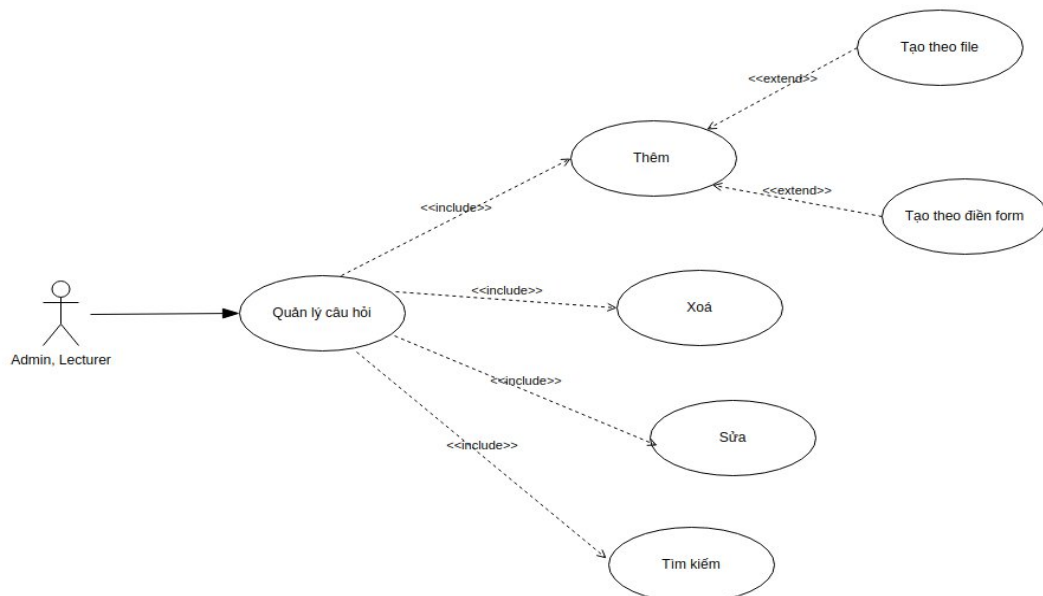 Tạo theo file
<<extend>>
Thêm
<<extend>>
Tạo theo điền form
<<include>>
<<include>>
Xoá
Quản lý câu hỏi
Admin, Lecturer
<<include>>
Sửa
<<include>>
Tìm kiếm